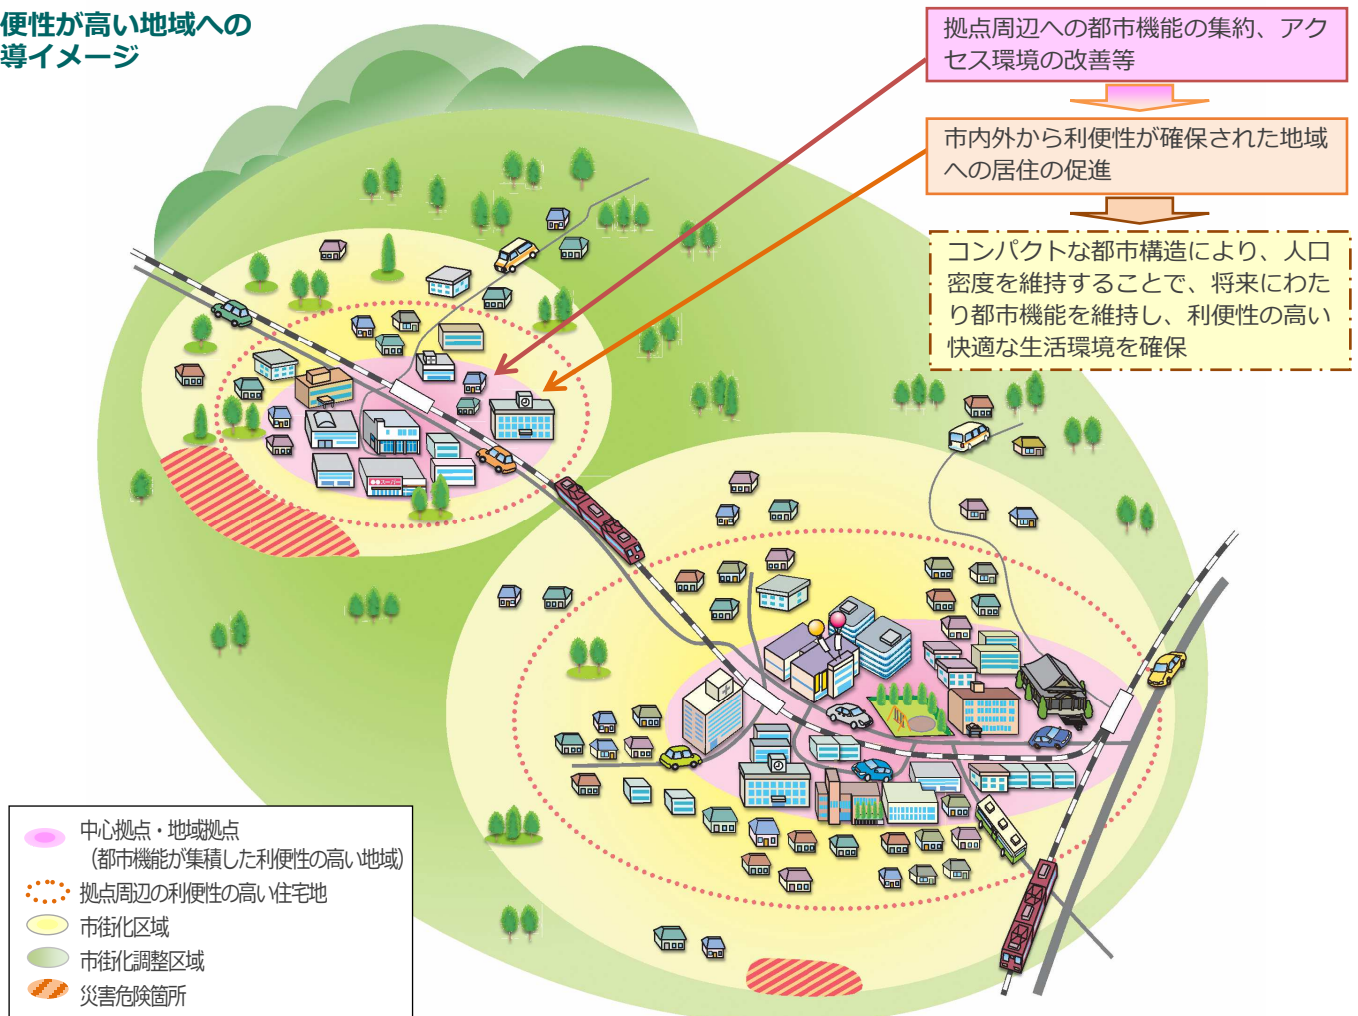 便性が高い地域への
導イメージ
拠点周辺への都市機能の集約、アク
セス環境の改善等
市内外から利便性が確保された地域
への居住の促進
コンパクトな都市構造により、人口
密度を維持することで、将来にわた
り都市機能を維持し、利便性の高い
快適な生活環境を確保
●●スーパー
中心拠点・地域拠点
（都市機能が集積した利便性の高い地域）
拠点周辺の利便性の高い住宅地
市街化区域
市街化調整区域
災害危険箇所